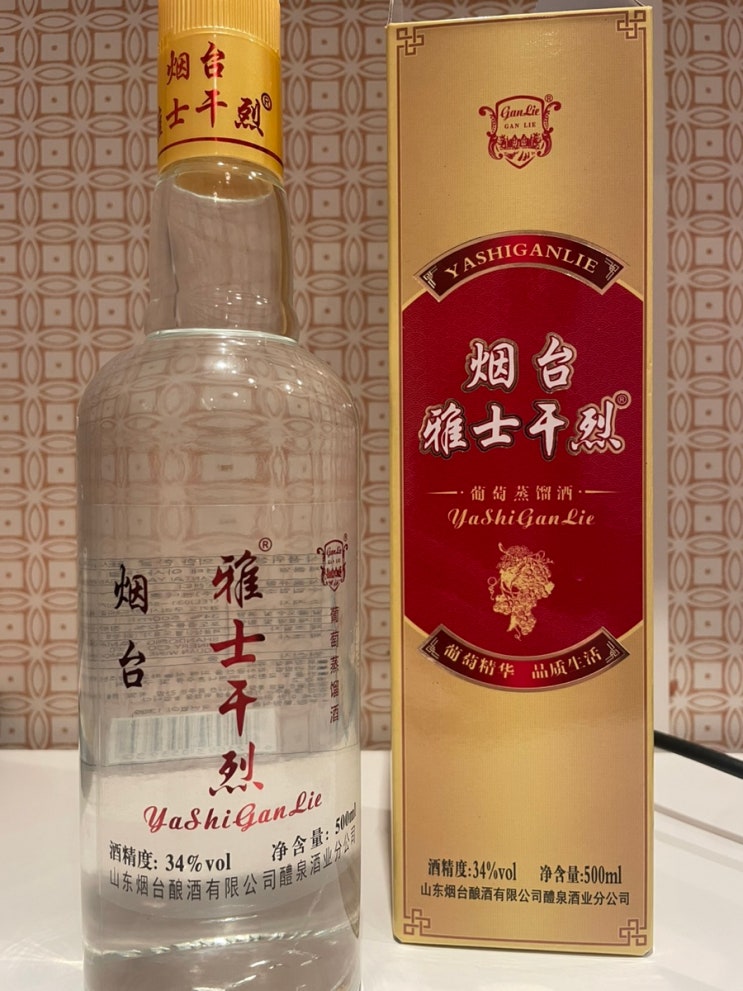 烟台
雅士干烈®
烟台
雅士干烈®
GanLie
GAN LIE
葡萄蒸馏酒
YaShiGanLie
酒精度: 34%vol 净含量: 500ml
山东烟台酿酒有限公司醴泉酒业分公司
GanLie®
GAN LIE
YASHIGANLIE
烟台
雅士干烈®
葡萄蒸馏酒
YaShiGanLie
葡萄精华 品质生活
酒精度:34%vol 净含量:500ml
山东烟台酿酒有限公司醴泉酒业分公司